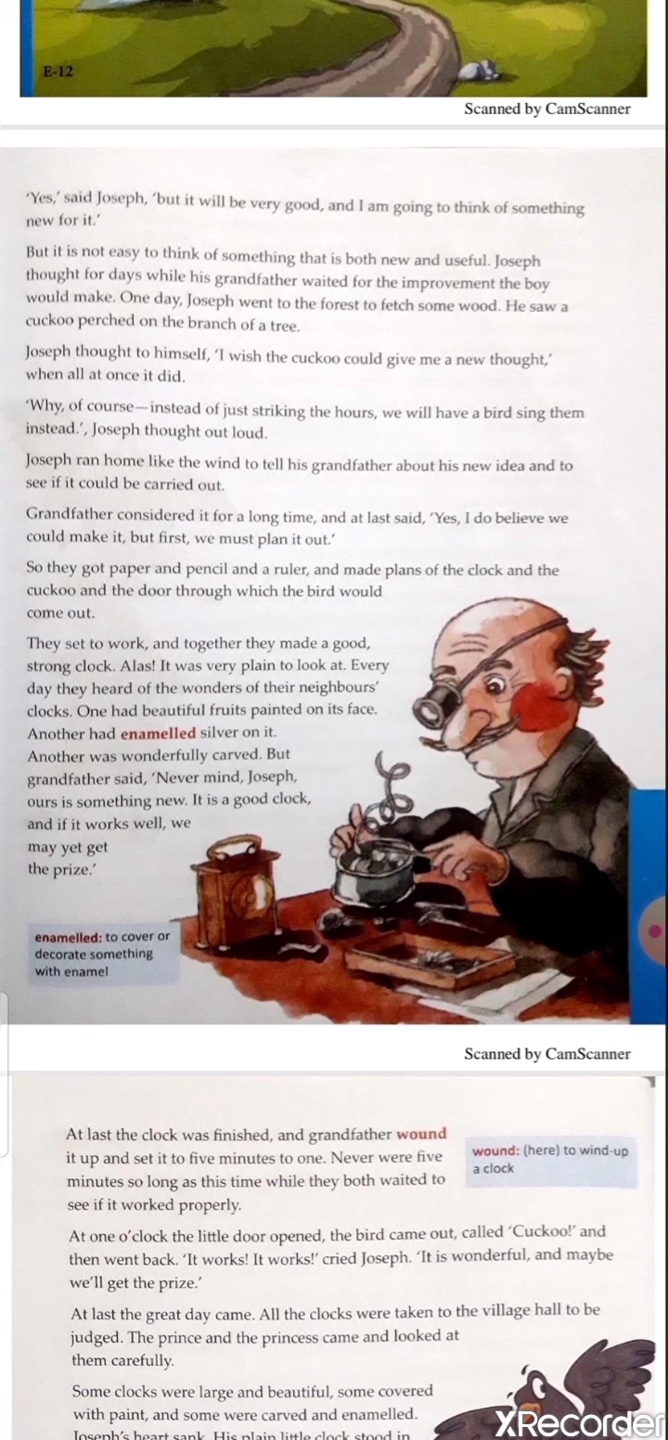 E-12
Scanned by CamScanner
‘Yes,’ said Joseph, ‘but it will be very good, and I am going to think of something
new for it.’
But it is not easy to think of something that is both new and useful. Joseph
thought for days while his grandfather waited for the improvement the boy
would make. One day, Joseph went to the forest to fetch some wood. He saw a
cuckoo perched on the branch of a tree.
Joseph thought to himself, ‘I wish the cuckoo could give me a new thought,’
when all at once it did.
‘Why, of course—instead of just striking the hours, we will have a bird sing them
instead.’, Joseph thought out loud.
Joseph ran home like the wind to tell his grandfather about his new idea and to
see if it could be carried out.
Grandfather considered it for a long time, and at last said, ‘Yes, I do believe we
could make it, but first, we must plan it out.’
So they got paper and pencil and a ruler, and made plans of the clock and the
cuckoo and the door through which the bird would
come out.
They set to work, and together they made a good,
strong clock. Alas! It was very plain to look at. Every
day they heard of the wonders of their neighbours’
clocks. One had beautiful fruits painted on its face.
Another had enamelled silver on it.
Another was wonderfully carved. But
grandfather said, ‘Never mind, Joseph,
ours is something new. It is a good clock,
and if it works well, we
may yet get
the prize.’
enamelled: to cover or
decorate something
with enamel
Scanned by CamScanner
At last the clock was finished, and grandfather wound
it up and set it to five minutes to one. Never were five
minutes so long as this time while they both waited to
see if it worked properly.
wound: (here) to wind-up
a clock
At one o’clock the little door opened, the bird came out, called ‘Cuckoo!’ and
then went back. ‘It works! It works!’ cried Joseph. ‘It is wonderful, and maybe
we’ll get the prize.’
At last the great day came. All the clocks were taken to the village hall to be
judged. The prince and the princess came and looked at
them carefully.
Some clocks were large and beautiful, some covered
with paint, and some were carved and enamelled.
Joseph’s heart sank. His plain little clock stood in
XRecorder